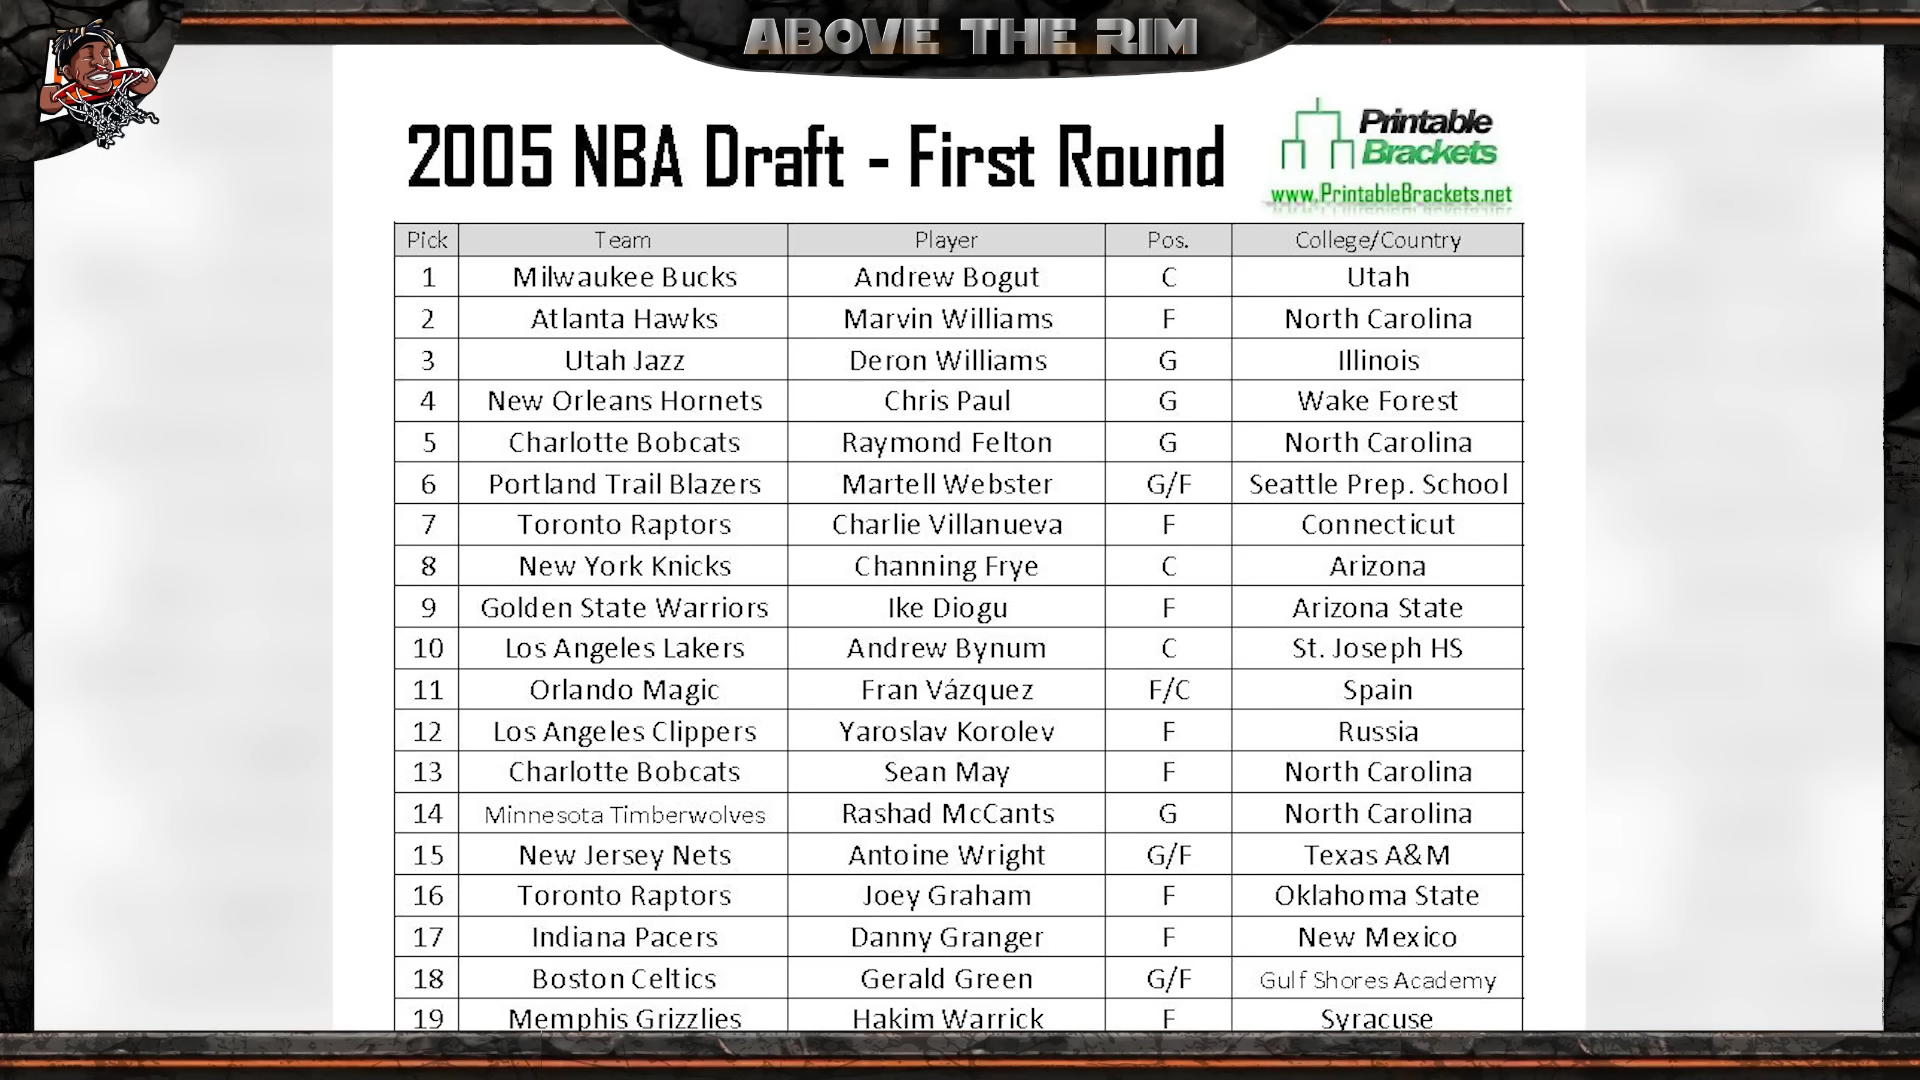 ABOVE THE RIM
2005 NBA Draft - First Round
Printable
Brackets
www.PrintableBrackets.net
Pick Team Player Pos. College/Country
1 Milwaukee Bucks Andrew Bogut C Utah
2 Atlanta Hawks Marvin Williams F North Carolina
3 Utah Jazz Deron Williams G Illinois
4 New Orleans Hornets Chris Paul G Wake Forest
5 Charlotte Bobcats Raymond Felton G North Carolina
6 Portland Trail Blazers Martell Webster G/F Seattle Prep. School
7 Toronto Raptors Charlie Villanueva F Connecticut
8 New York Knicks Channing Frye C Arizona
9 Golden State Warriors Ike Diogu F Arizona State
10 Los Angeles Lakers Andrew Bynum C St. Joseph HS
11 Orlando Magic Fran Vázquez F/C Spain
12 Los Angeles Clippers Yaroslav Korolev F Russia
13 Charlotte Bobcats Sean May F North Carolina
14 Minnesota Timberwolves Rashad McCants G North Carolina
15 New Jersey Nets Antoine Wright G/F Texas A&M
16 Toronto Raptors Joey Graham F Oklahoma State
17 Indiana Pacers Danny Granger F New Mexico
18 Boston Celtics Gerald Green G/F Gulf Shores Academy
19 Memphis Grizzlies Hakim Warrick F Syracuse